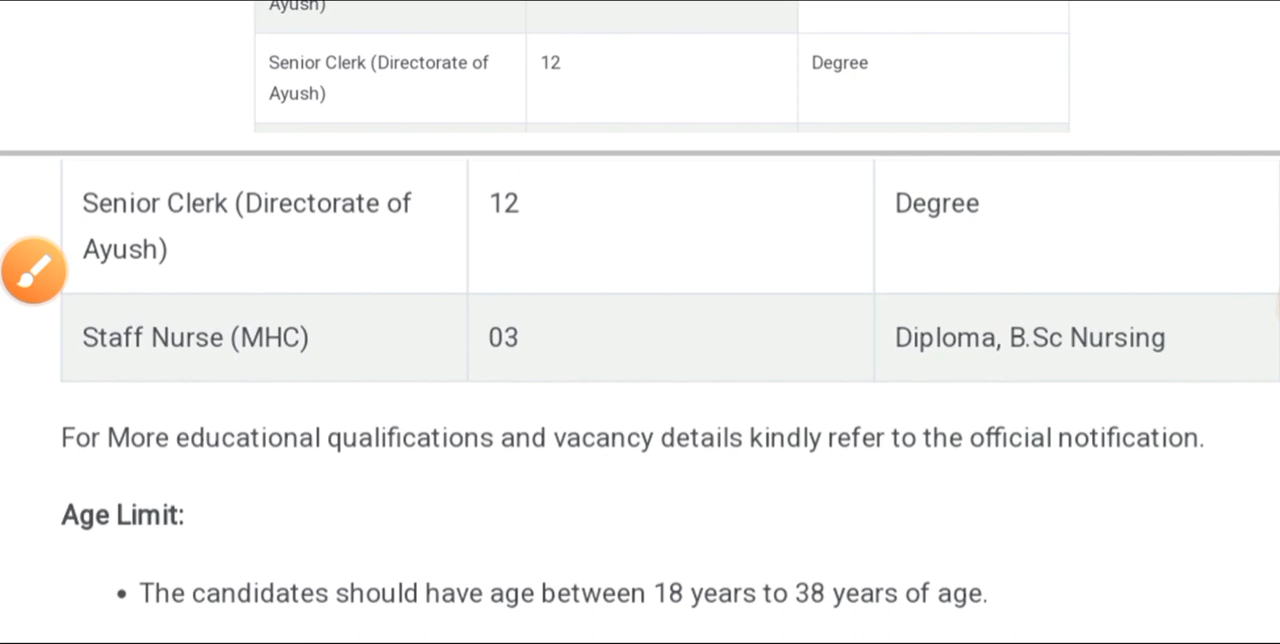 Ayush)
Senior Clerk (Directorate of 12 Degree
Ayush)
Senior Clerk (Directorate of 12 Degree
Ayush)
Staff Nurse (MHC) 03 Diploma, B.Sc Nursing
For More educational qualifications and vacancy details kindly refer to the official notification.
Age Limit:
• The candidates should have age between 18 years to 38 years of age.